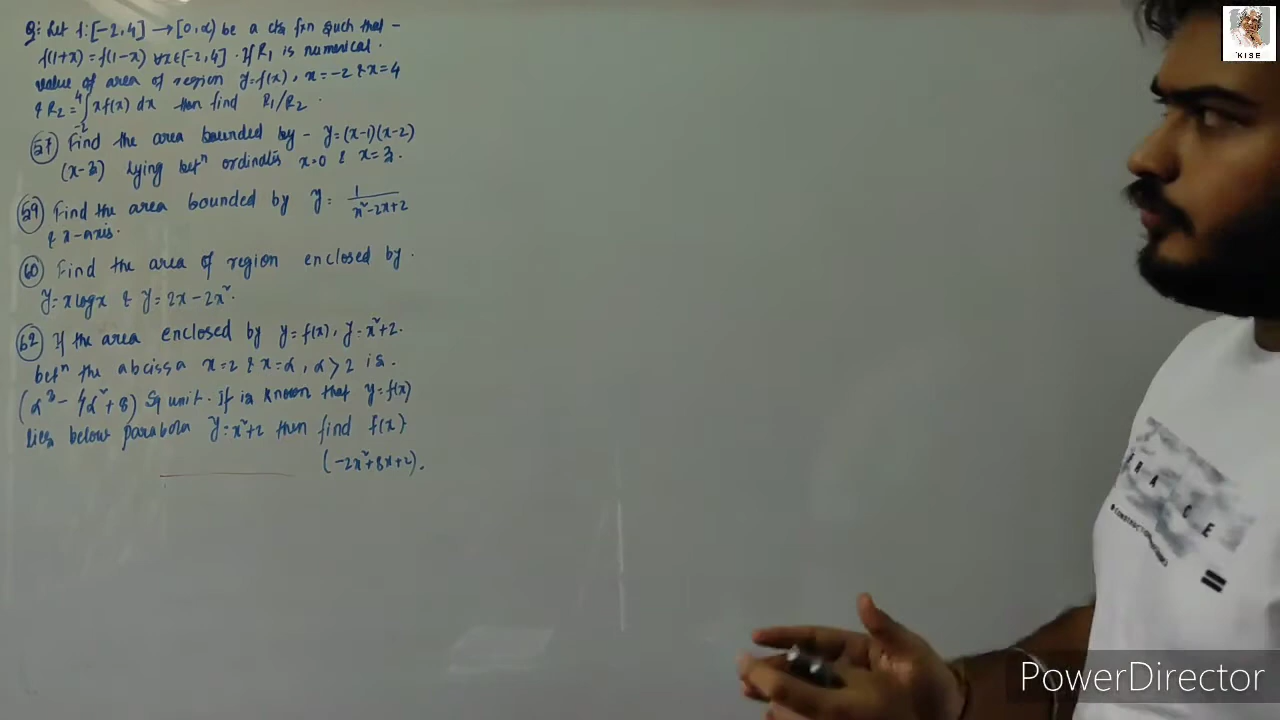 Q: Let f: [-2,4] → [0,α) be a cts fxn such that -
f(1+x) = f(1-x) ∀x∈[-2,4]. If R₁ is numerical.
value of area of region y=f(x), x=-2 & x=4
& R₂ = ∫₋₂⁴ xf(x) dx then find R₁/R₂.
57 Find the area bounded by - y=(x-1)(x-2)
(x-3) lying betⁿ ordinates x=0 & x=3.
59 Find the area bounded by y= 1/(x²-2x+2)
& x-axis.
60 Find the area of region enclosed by.
y=xlogx & y=2x-2x².
62 If the area enclosed by y=f(x), y=x²+2.
betⁿ the abcissa x=2 & x=α, α>2 is.
(α³-4α²+8) Sq unit. If is known that y=f(x)
lies below parabola y=x²+2 then find f(x)
(-2x²+8x+2).
KISE
GRACE
PowerDirector